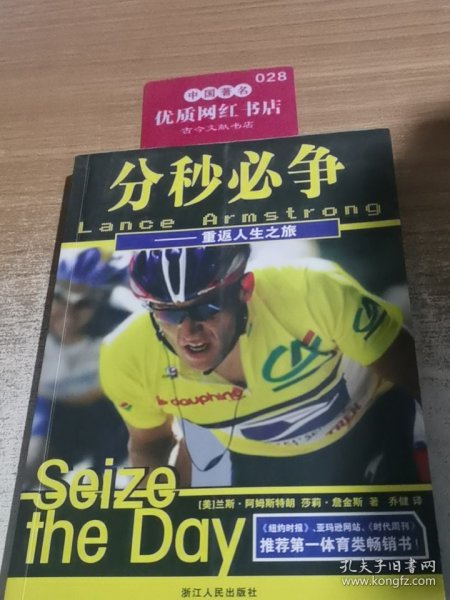 028
中国著名
优质网红书店
古今文献书店
分秒必争
Lance Armstrong
—— 重返人生之旅
la dauphiné
Seize
the Day
[美]兰斯·阿姆斯特朗 莎莉·詹金斯 著 乔健 译
《纽约时报》、亚玛逊网站、《时代周刊》
推荐第一体育类畅销书!
浙江人民出版社
孔夫子旧书网
www.kongfz.com